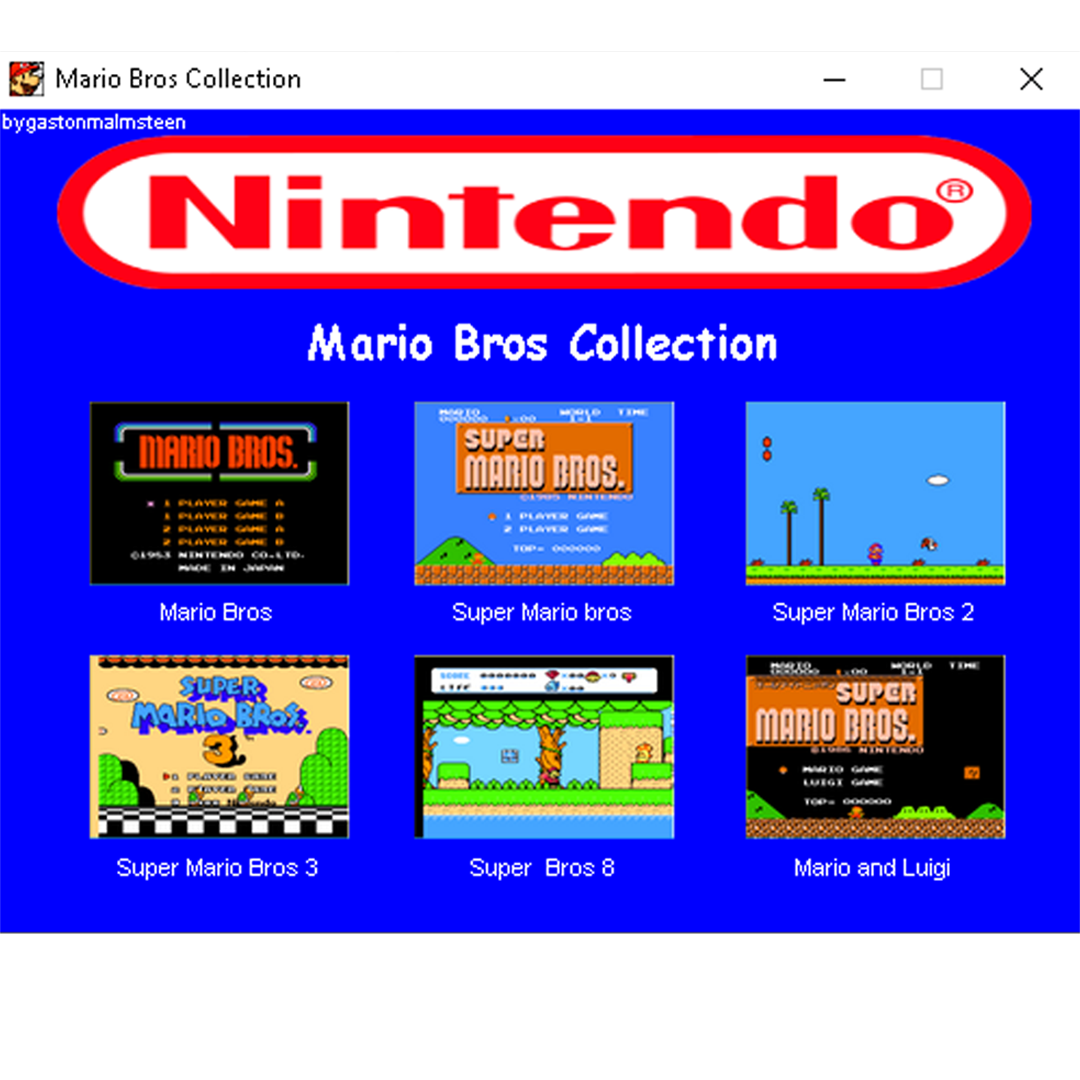 Mario Bros Collection
bygastonmalmsteen
Nintendo®
Mario Bros Collection
MARIO BROS.
1 PLAYER GAME A
1 PLAYER GAME B
2 PLAYER GAME A
2 PLAYER GAME B
©1983 NINTENDO CO.,LTD.
MADE IN JAPAN
Mario Bros
MARIO WORLD TIME
000000 ×00 1-1
SUPER
MARIO BROS.
©1985 NINTENDO
1 PLAYER GAME
2 PLAYER GAME
TOP- 000000
Super Mario bros
Super Mario Bros 2
SUPER
MARIO BROS.
3
1 PLAYER GAME
2 PLAYER GAME
Super Mario Bros 3
SCORE 0000000
LIFE
Super  Bros 8
MARIO WORLD TIME
000000 ×00 1-1
SUPER
MARIO BROS.
©1986 NINTENDO
MARIO GAME
LUIGI GAME
TOP- 000000
Mario and Luigi